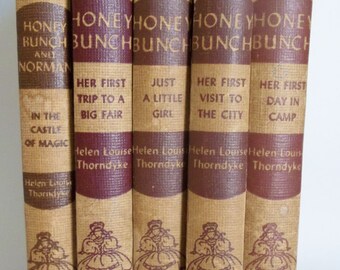 HONEY
BUNCH
AND
NORMAN
IN THE
CASTLE
OF MAGIC
Helen Louise
Thorndyke
HONEY
BUNCH
HER FIRST
TRIP TO A
BIG FAIR
Helen Louise
Thorndyke
HONEY
BUNCH
JUST
A LITTLE
GIRL
Helen Louise
Thorndyke
HONEY
BUNCH
HER FIRST
VISIT TO
THE CITY
Helen Louise
Thorndyke
HONEY
BUNCH
HER FIRST
DAY IN
CAMP
Helen Louise
Thorndyke